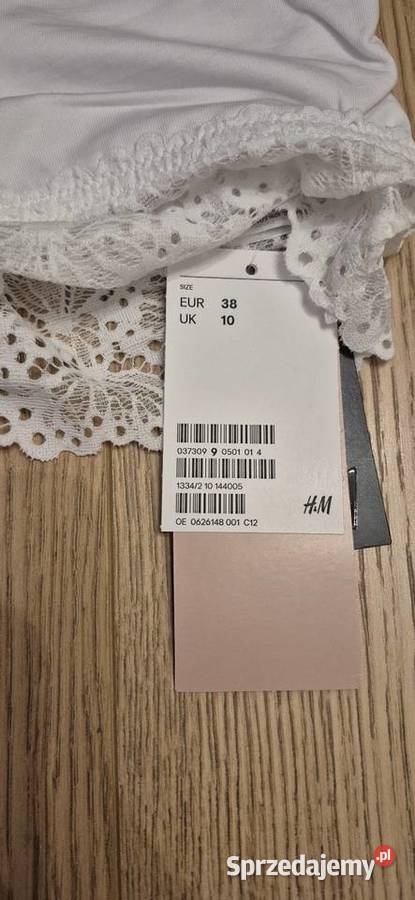 SIZE
EUR 38
UK 10
037309 9 0501 01 4
1334/2 10 144005
OE 0626148 001 C12
H&M
Sprzedajemy.pl